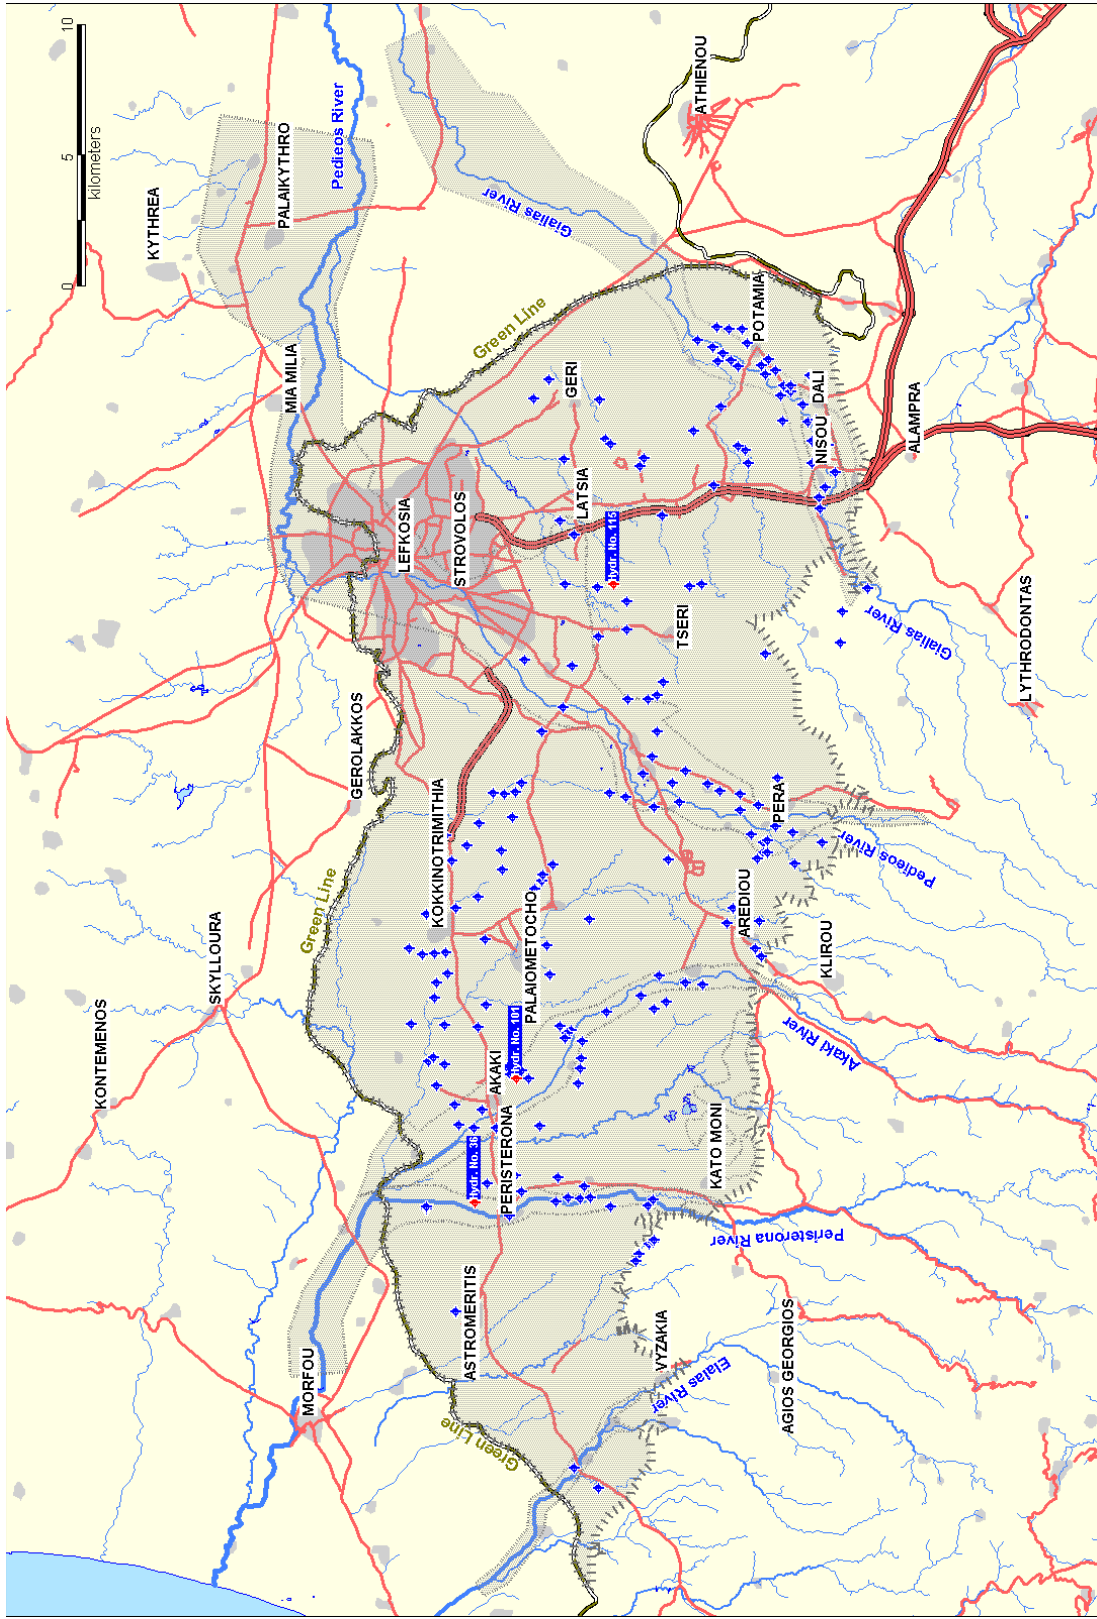 KONTEMENOS
SKYLLOURA
KYTHREA
0
5
10
kilometers
PALAIKYTHRO
Pedieos River
MIA MILIA
MORFOU
Green Line
GEROLAKKOS
LEFKOSIA
STROVOLOS
Green Line
Gialias River
ATHIENOU
KOKKINOTRIMITHIA
ASTROMERITIS
Green Line
Hydr. No. 36
PERISTERONA
AKAKI
Hydr. No. 101
PALAIOMETOCHO
LATSIA
GERI
Hydr. No. 115
TSERI
POTAMIA
VYZAKIA
Elaias River
KATO MONI
AREDIOU
PERA
NISOU
DALI
AGIOS GEORGIOS
Peristerona River
Akaki River
KLIROU
Pedieos River
Gialias River
ALAMPRA
LYTHRODONTAS